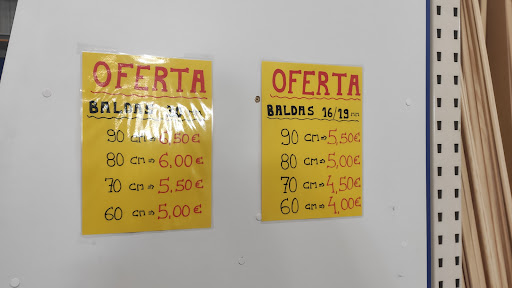 OFERTA
BALDAS
90 cm⇒ 6,50€
80 cm⇒ 6,00€
70 cm⇒ 5,50€
60 cm⇒ 5,00€
OFERTA
BALDAS 16/19 mm
90 cm⇒ 5,50€
80 cm⇒ 5,00€
70 cm⇒ 4,50€
60 cm⇒ 4,00€